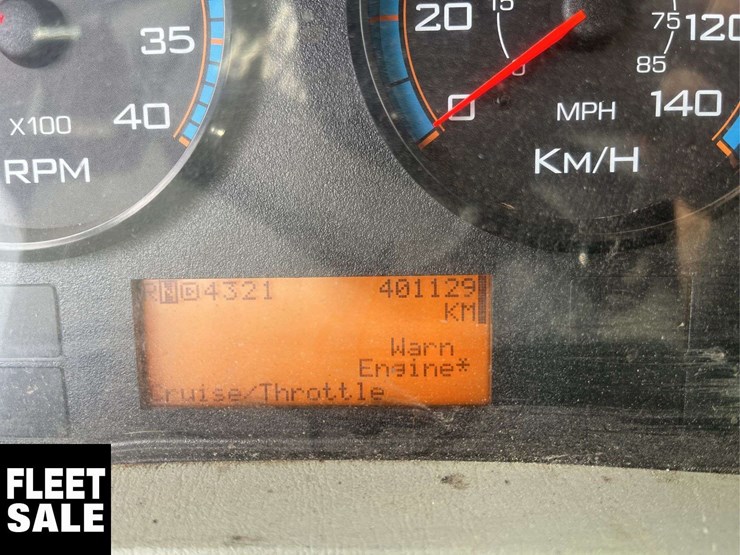 35
40
X100
RPM
20
0
15
75
85
120
140
MPH
KM/H
RND4321 401129
KM
Warn
Engine*
Cruise/Throttle
FLEET
SALE